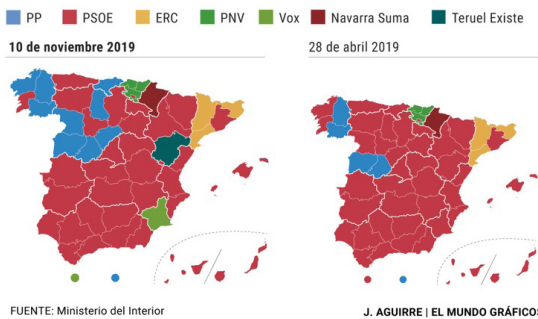 PP PSOE ERC PNV Vox Navarra Suma Teruel Existe
10 de noviembre 2019 28 de abril 2019
FUENTE: Ministerio del Interior J. AGUIRRE | EL MUNDO GRÁFICOS